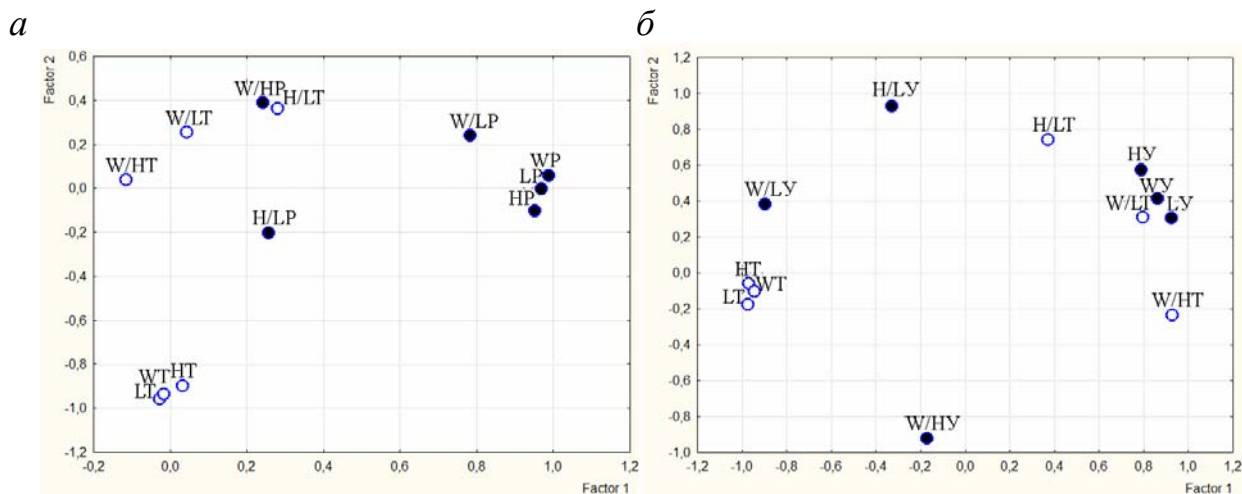 а
б
Factor 2
0,6
0,4
0,2
0,0
-0,2
-0,4
-0,6
-0,8
-1,0
-1,2
-0,2
0,0
0,2
0,4
0,6
0,8
1,0
1,2
Factor 1
W/HP
H/LT
W/LT
W/LP
W/HT
WP
LP
HP
H/LP
WT
HT
LT
Factor 2
1,2
1,0
0,8
0,6
0,4
0,2
0,0
-0,2
-0,4
-0,6
-0,8
-1,0
-1,2
-1,0
-0,8
-0,6
-0,4
-0,2
0,0
0,2
0,4
0,6
0,8
1,0
1,2
Factor 1
H/LУ
H/LT
HУ
W/LУ
WУ
W/LT
LУ
HT
WT
LT
W/HT
W/HУ